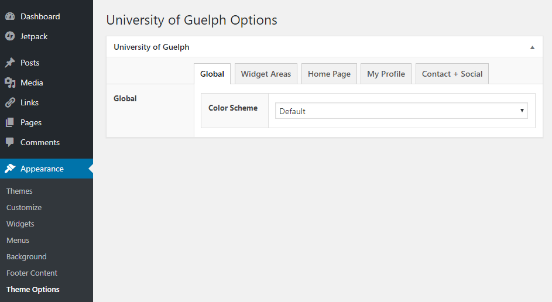 Dashboard
Jetpack
Posts
Media
Links
Pages
Comments
Appearance
Themes
Customize
Widgets
Menus
Background
Footer Content
Theme Options
University of Guelph Options
University of Guelph
Global Widget Areas Home Page My Profile Contact + Social
Global
Color Scheme Default